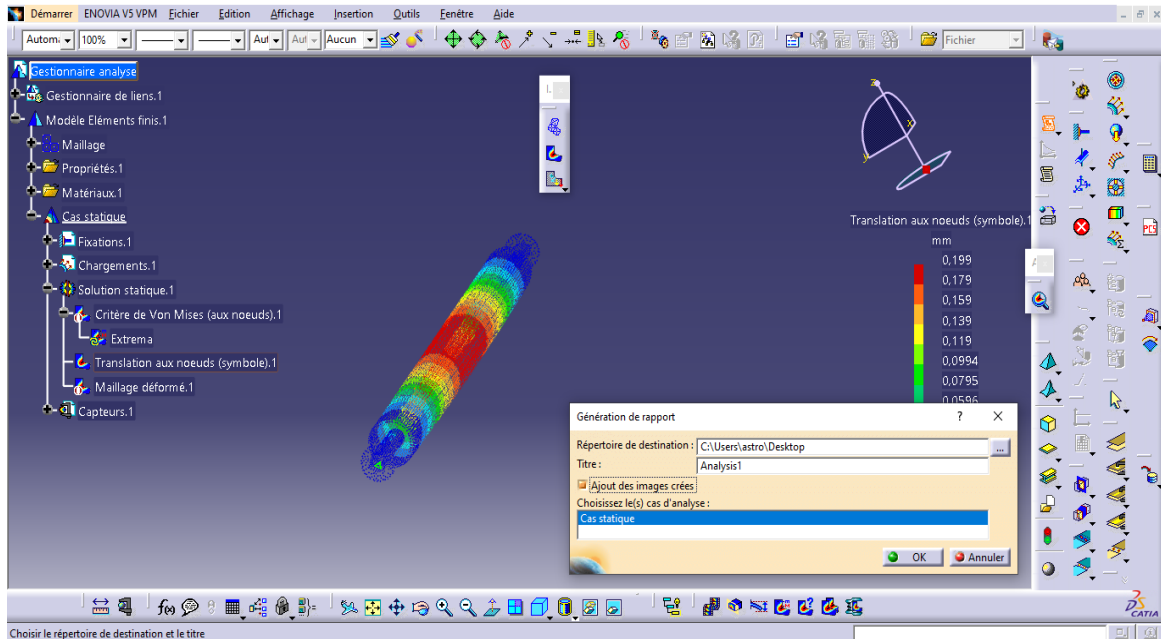 Démarrer ENOVIA V5 VPM Fichier Edition Affichage Insertion Outils Fenêtre Aide
Autom. 100% Aut Aut Aucun Fichier
Gestionnaire analyse
Gestionnaire de liens.1
Modèle Eléments finis.1
Maillage
Propriétés.1
Matériaux.1
Cas statique
Fixations.1
Chargements.1
Solution statique.1
Critère de Von Mises (aux noeuds).1
Extrema
Translation aux noeuds (symbole).1
Maillage déformé.1
Capteurs.1
z
x
y
Translation aux noeuds (symbole).1
mm
0,199
0,179
0,159
0,139
0,119
0,0994
0,0795
0,0596
Génération de rapport ? X
Répertoire de destination : C:\Users\astro\Desktop ...
Titre : Analysis1
Ajout des images crées
Choisissez le(s) cas d'analyse :
Cas statique
OK Annuler
f(x)
CATIA
Choisir le répertoire de destination et le titre